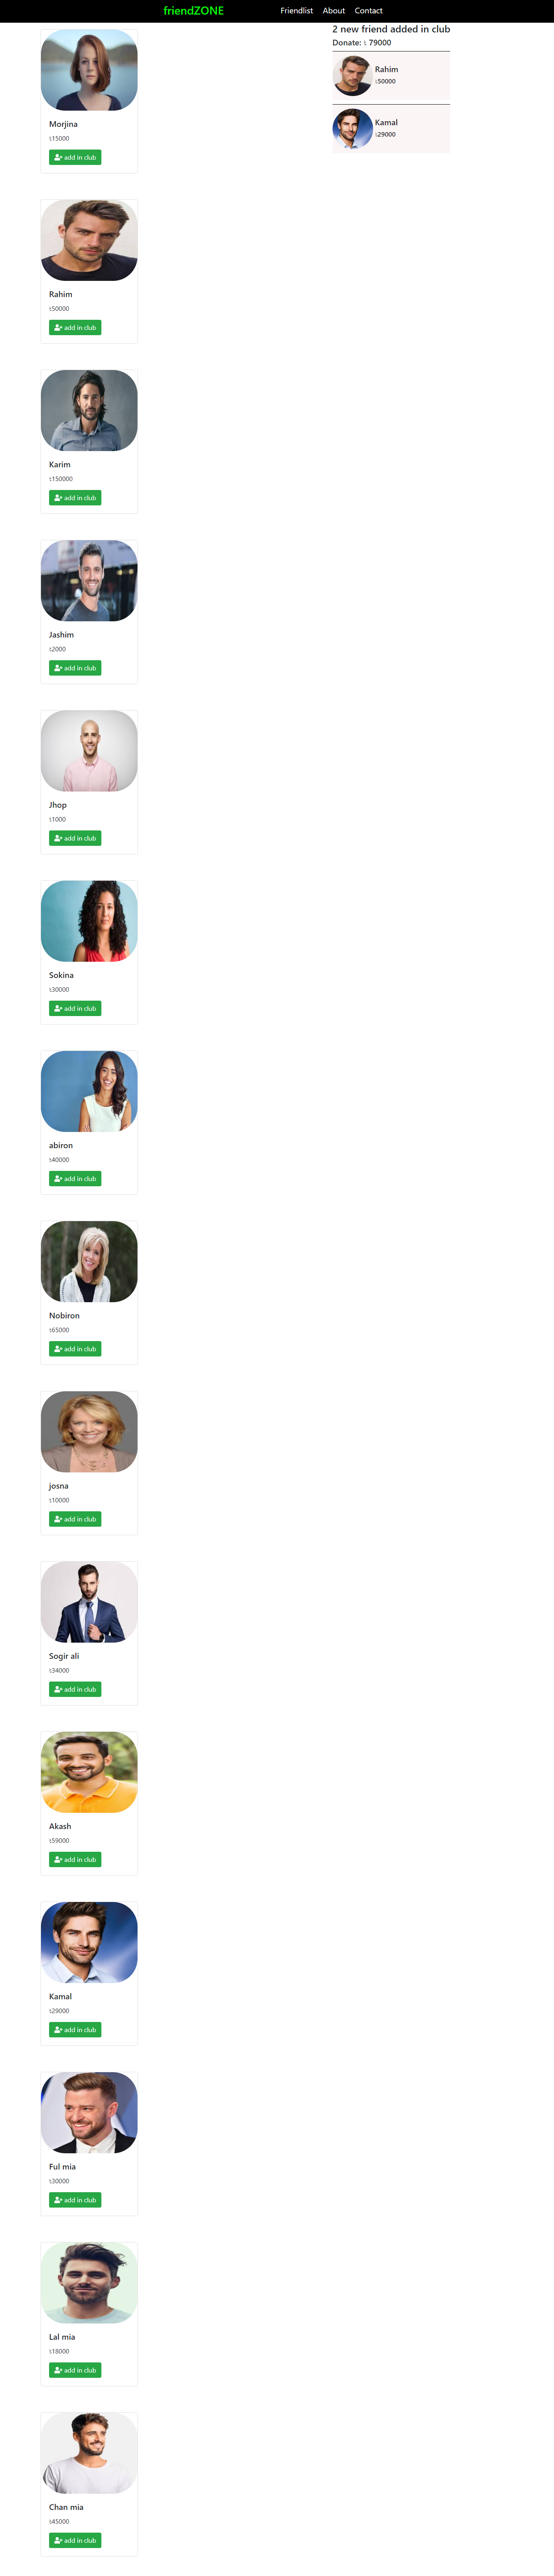 friendZONE
Friendlist About Contact
Morjina
৳15000
add in club
Rahim
৳50000
add in club
Karim
৳150000
add in club
Jashim
৳2000
add in club
Jhop
৳1000
add in club
Sokina
৳30000
add in club
abiron
৳40000
add in club
Nobiron
৳65000
add in club
josna
৳10000
add in club
Sogir ali
৳34000
add in club
Akash
৳59000
add in club
Kamal
৳29000
add in club
Ful mia
৳30000
add in club
Lal mia
৳18000
add in club
Chan mia
৳45000
add in club
2 new friend added in club
Donate: ৳ 79000
Rahim
৳50000
Kamal
৳29000